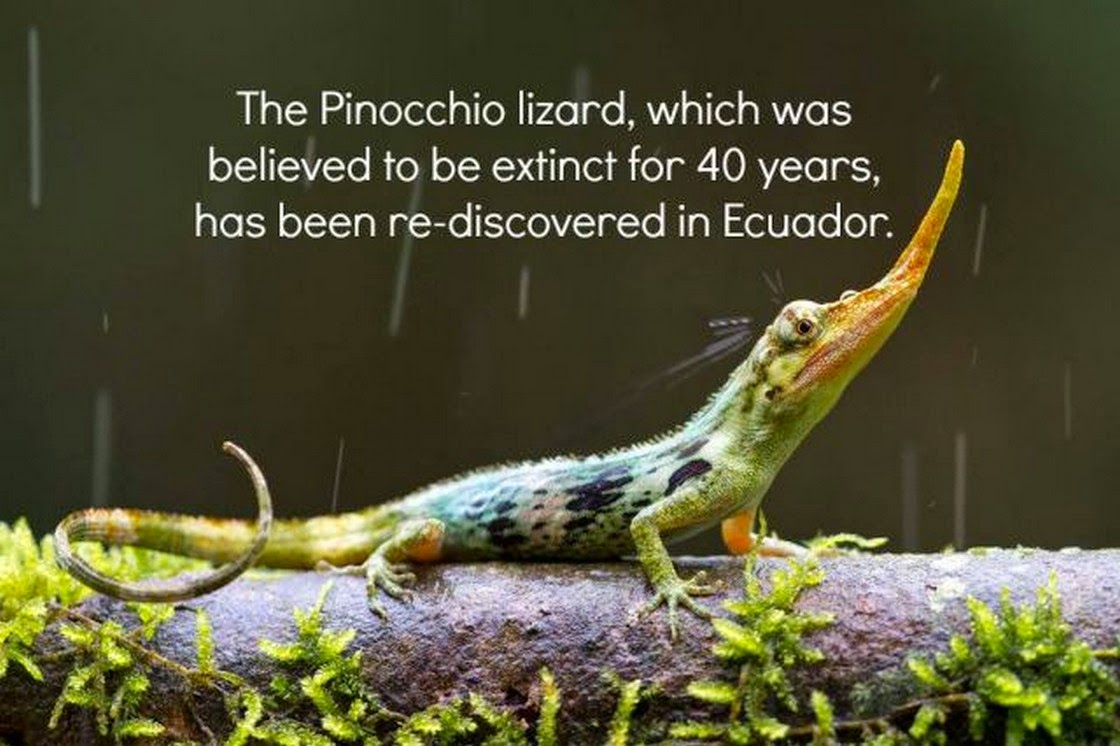 The Pinocchio lizard, which was
believed to be extinct for 40 years,
has been re-discovered in Ecuador.